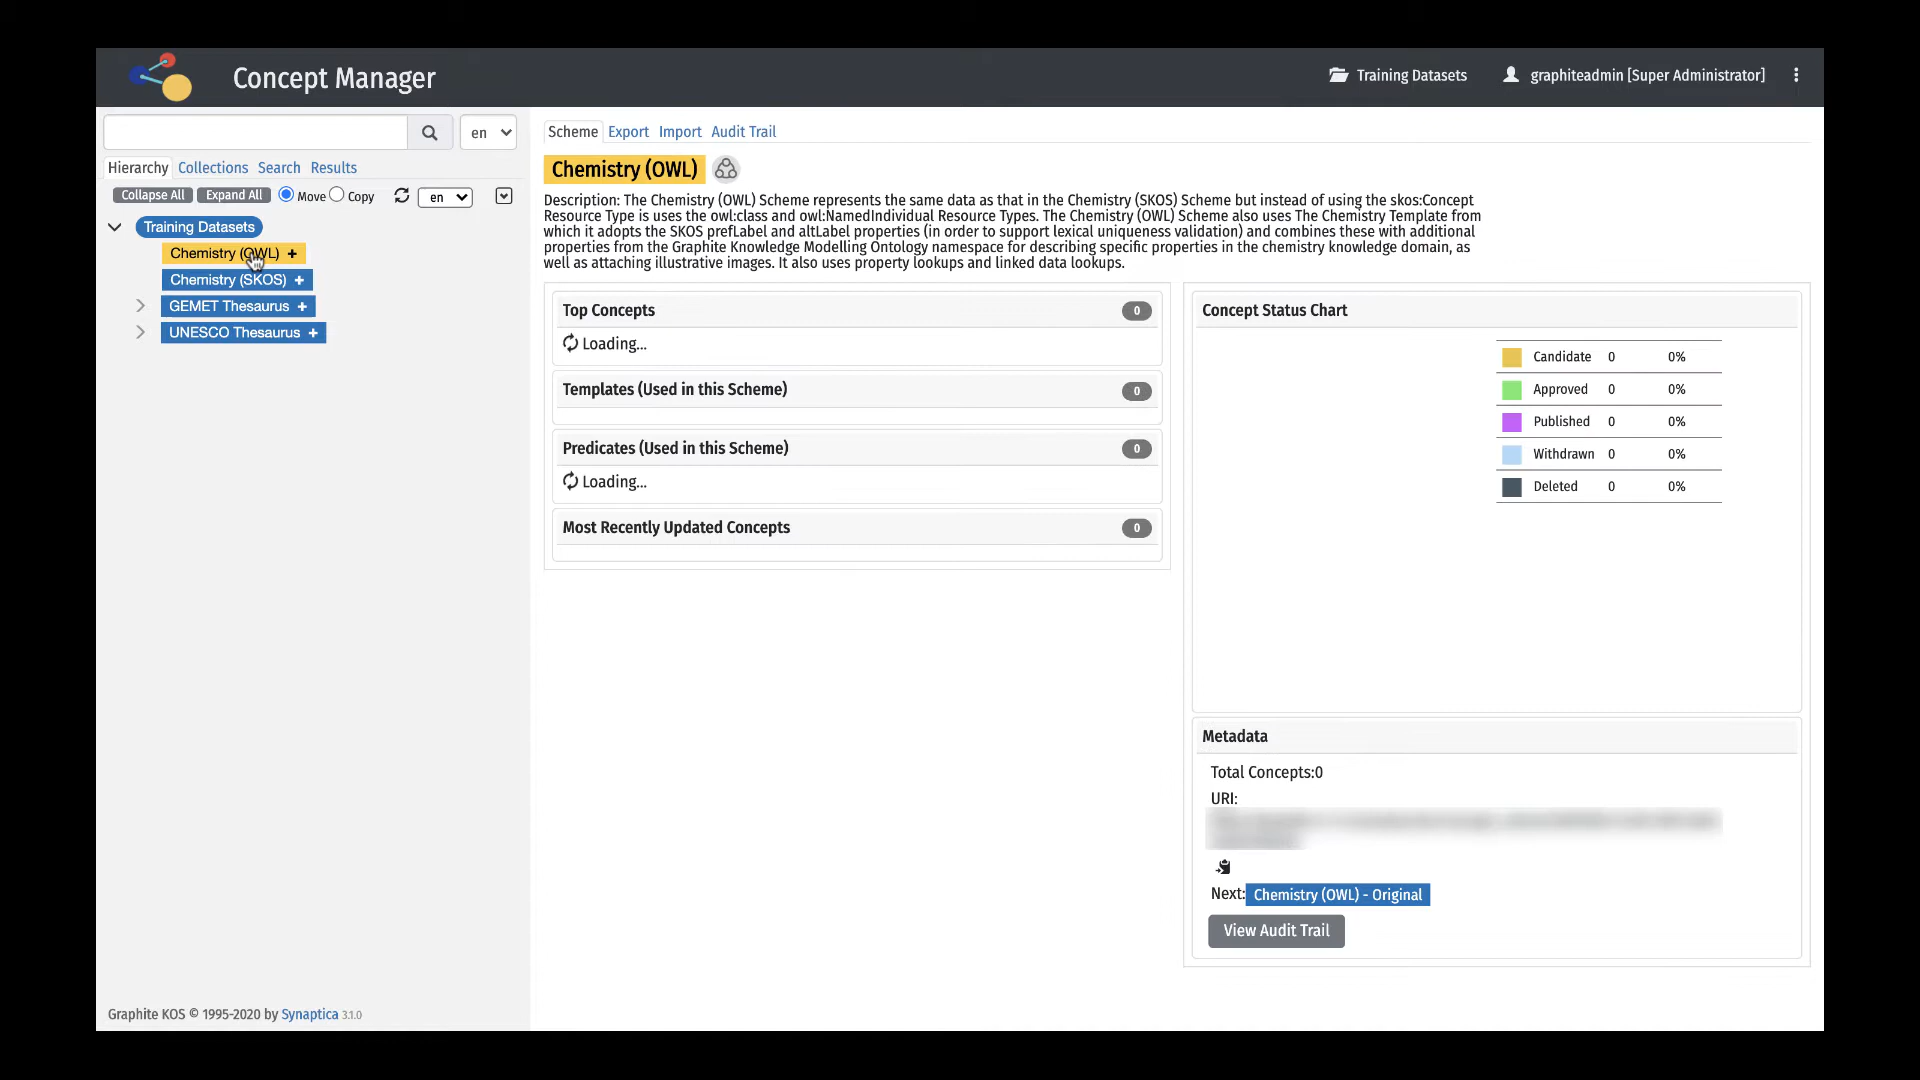 Concept Manager
Training Datasets
graphiteadmin [Super Administrator]
en
Hierarchy Collections Search Results
Collapse All Expand All Move Copy en
Training Datasets
Chemistry (OWL) +
Chemistry (SKOS) +
GEMET Thesaurus +
UNESCO Thesaurus +
Graphite KOS © 1995-2020 by Synaptica 3.1.0
Scheme Export Import Audit Trail
Chemistry (OWL)
Description: The Chemistry (OWL) Scheme represents the same data as that in the Chemistry (SKOS) Scheme but instead of using the skos:Concept
Resource Type is uses the owl:class and owl:NamedIndividual Resource Types. The Chemistry (OWL) Scheme also uses The Chemistry Template from
which it adopts the SKOS prefLabel and altLabel properties (in order to support lexical uniqueness validation) and combines these with additional
properties from the Graphite Knowledge Modelling Ontology namespace for describing specific properties in the chemistry knowledge domain, as
well as attaching illustrative images. It also uses property lookups and linked data lookups.
Top Concepts 0
Loading...
Templates (Used in this Scheme) 0
Predicates (Used in this Scheme) 0
Loading...
Most Recently Updated Concepts 0
Concept Status Chart
Candidate 0 0%
Approved 0 0%
Published 0 0%
Withdrawn 0 0%
Deleted 0 0%
Metadata
Total Concepts:0
URI:
Next: Chemistry (OWL) - Original
View Audit Trail